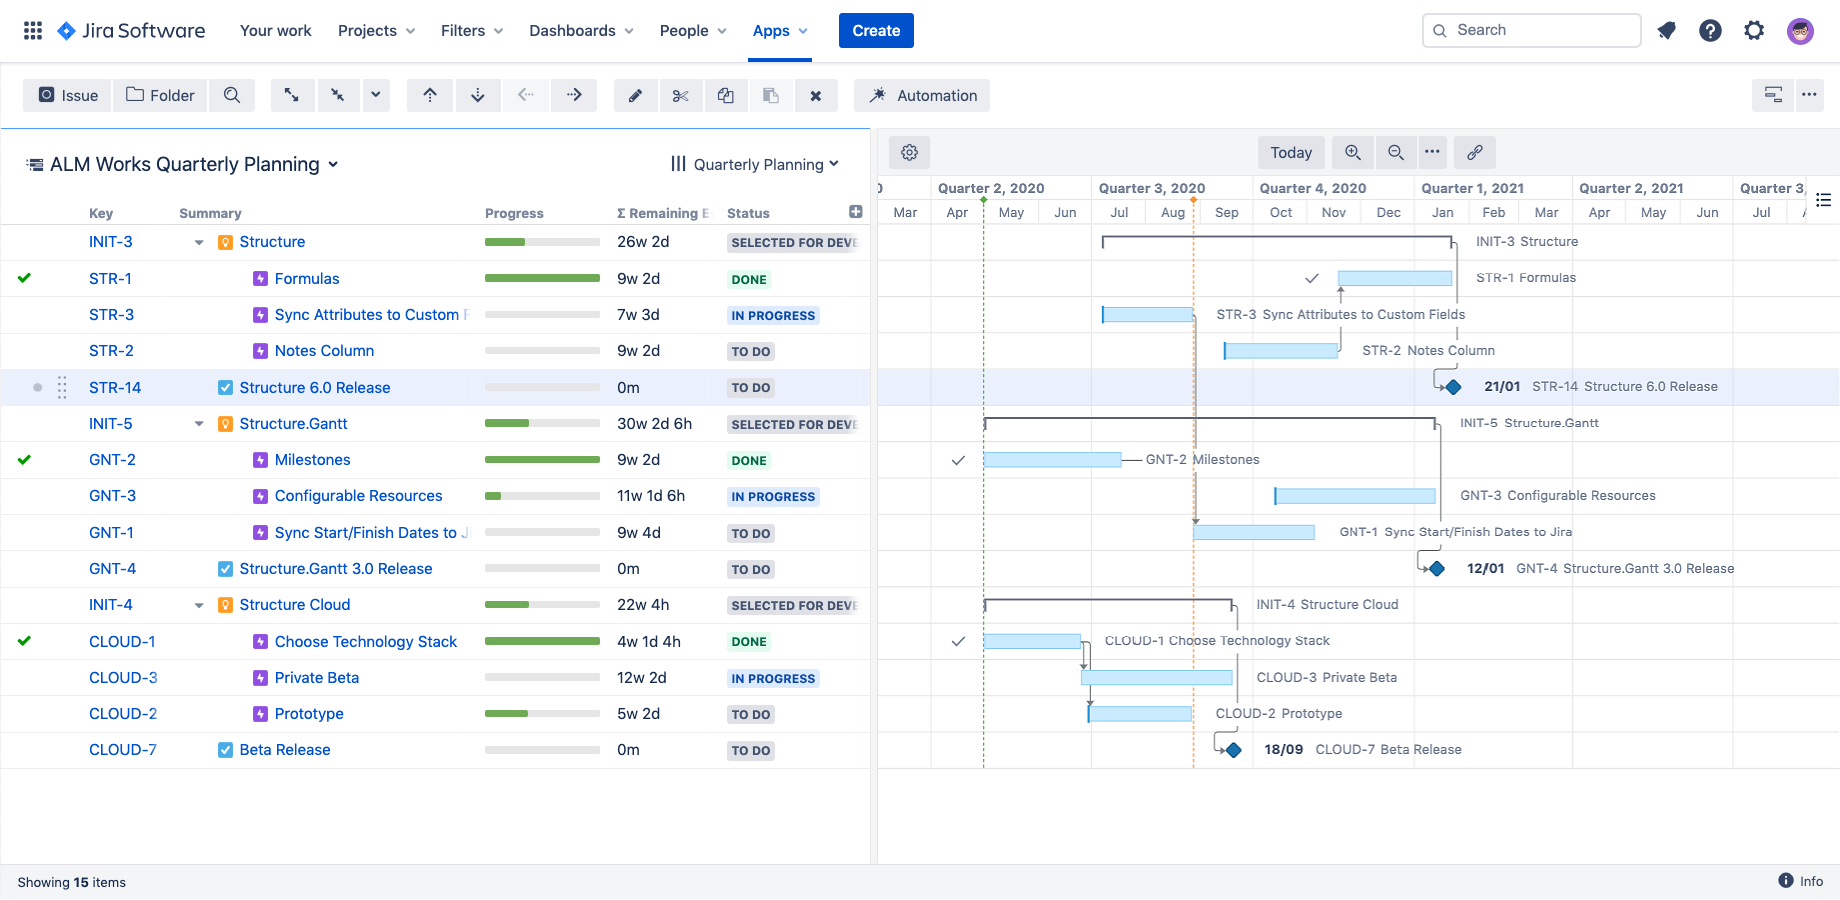 Jira Software Your work Projects Filters Dashboards People Apps Create Search
Issue Folder Automation
ALM Works Quarterly Planning Quarterly Planning
Today
Key Summary Progress Σ Remaining E Status
INIT-3 Structure 26w 2d SELECTED FOR DEVE
STR-1 Formulas 9w 2d DONE
STR-3 Sync Attributes to Custom F 7w 3d IN PROGRESS
STR-2 Notes Column 9w 2d TO DO
STR-14 Structure 6.0 Release 0m TO DO
INIT-5 Structure.Gantt 30w 2d 6h SELECTED FOR DEVE
GNT-2 Milestones 9w 2d DONE
GNT-3 Configurable Resources 11w 1d 6h IN PROGRESS
GNT-1 Sync Start/Finish Dates to Ji 9w 4d TO DO
GNT-4 Structure.Gantt 3.0 Release 0m TO DO
INIT-4 Structure Cloud 22w 4h SELECTED FOR DEVE
CLOUD-1 Choose Technology Stack 4w 1d 4h DONE
CLOUD-3 Private Beta 12w 2d IN PROGRESS
CLOUD-2 Prototype 5w 2d TO DO
CLOUD-7 Beta Release 0m TO DO
0 Quarter 2, 2020 Quarter 3, 2020 Quarter 4, 2020 Quarter 1, 2021 Quarter 2, 2021 Quarter 3,
Mar Apr May Jun Jul Aug Sep Oct Nov Dec Jan Feb Mar Apr May Jun Jul A
INIT-3 Structure
STR-1 Formulas
STR-3 Sync Attributes to Custom Fields
STR-2 Notes Column
21/01 STR-14 Structure 6.0 Release
INIT-5 Structure.Gantt
GNT-2 Milestones
GNT-3 Configurable Resources
GNT-1 Sync Start/Finish Dates to Jira
12/01 GNT-4 Structure.Gantt 3.0 Release
INIT-4 Structure Cloud
CLOUD-1 Choose Technology Stack
CLOUD-3 Private Beta
CLOUD-2 Prototype
18/09 CLOUD-7 Beta Release
Showing 15 items Info